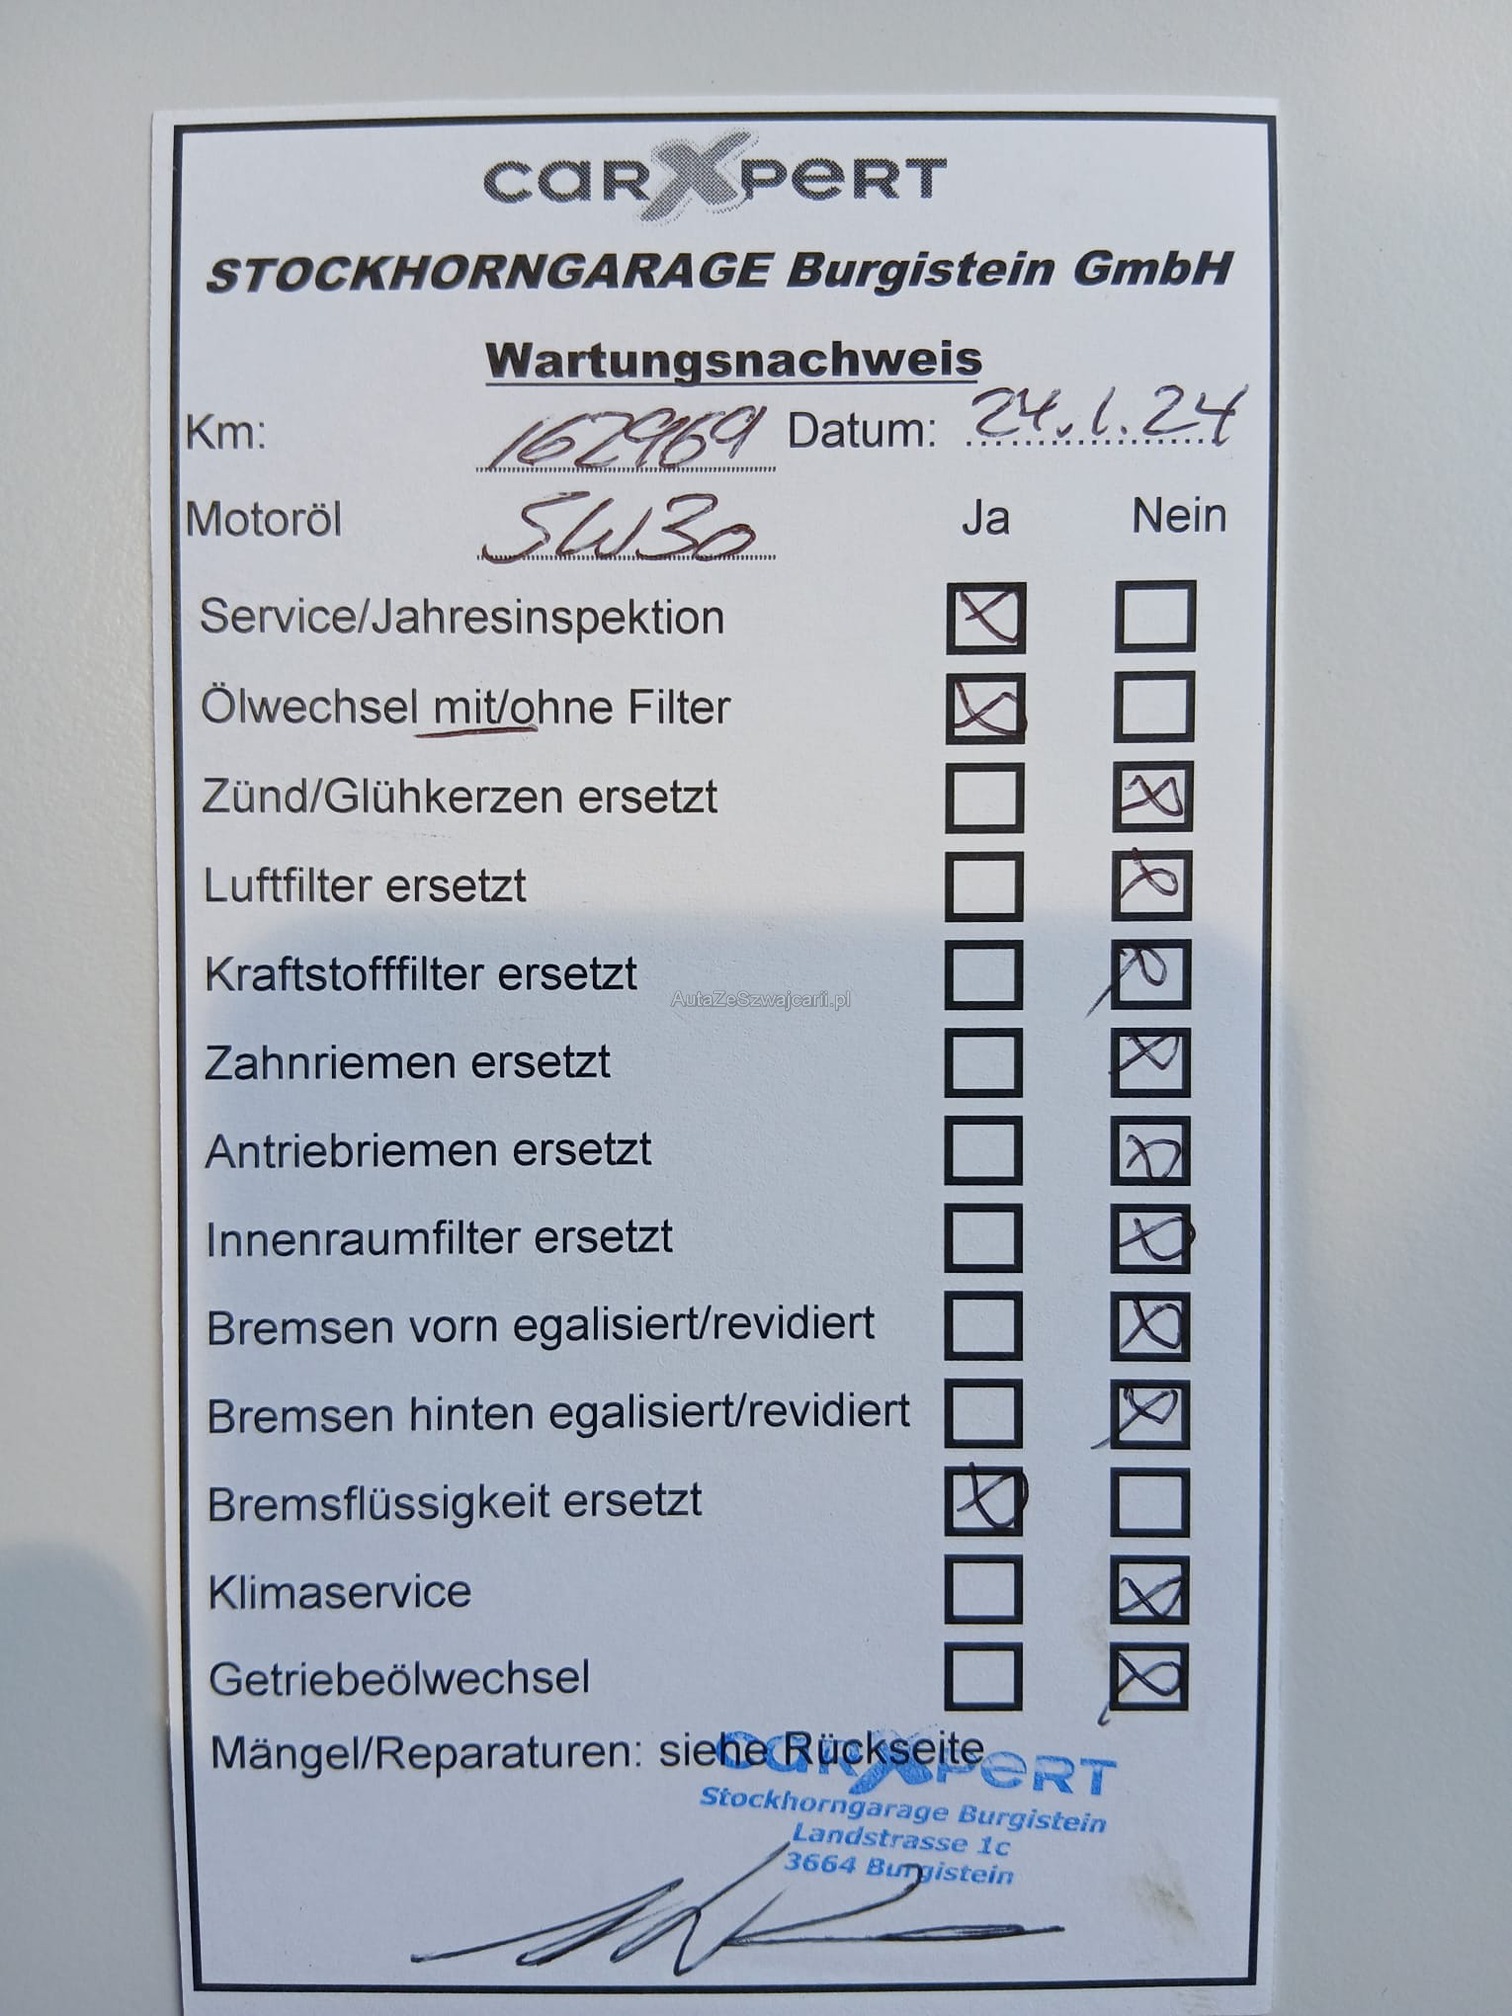 carXpert
STOCKHORNGARAGE Burgistein GmbH
Wartungsnachweis
Km: 162969 Datum: 24.1.24
Motoröl 5W30 Ja Nein
Service/Jahresinspektion
Ölwechsel mit/ohne Filter
Zünd/Glühkerzen ersetzt
Luftfilter ersetzt
Kraftstofffilter ersetzt
AutaZeSzwajcarii.pl
Zahnriemen ersetzt
Antriebriemen ersetzt
Innenraumfilter ersetzt
Bremsen vorn egalisiert/revidiert
Bremsen hinten egalisiert/revidiert
Bremsflüssigkeit ersetzt
Klimaservice
Getriebeölwechsel
Mängel/Reparaturen: siehe Rückseite
carXpert
Stockhorngarage Burgistein
Landstrasse 1c
3664 Burgistein